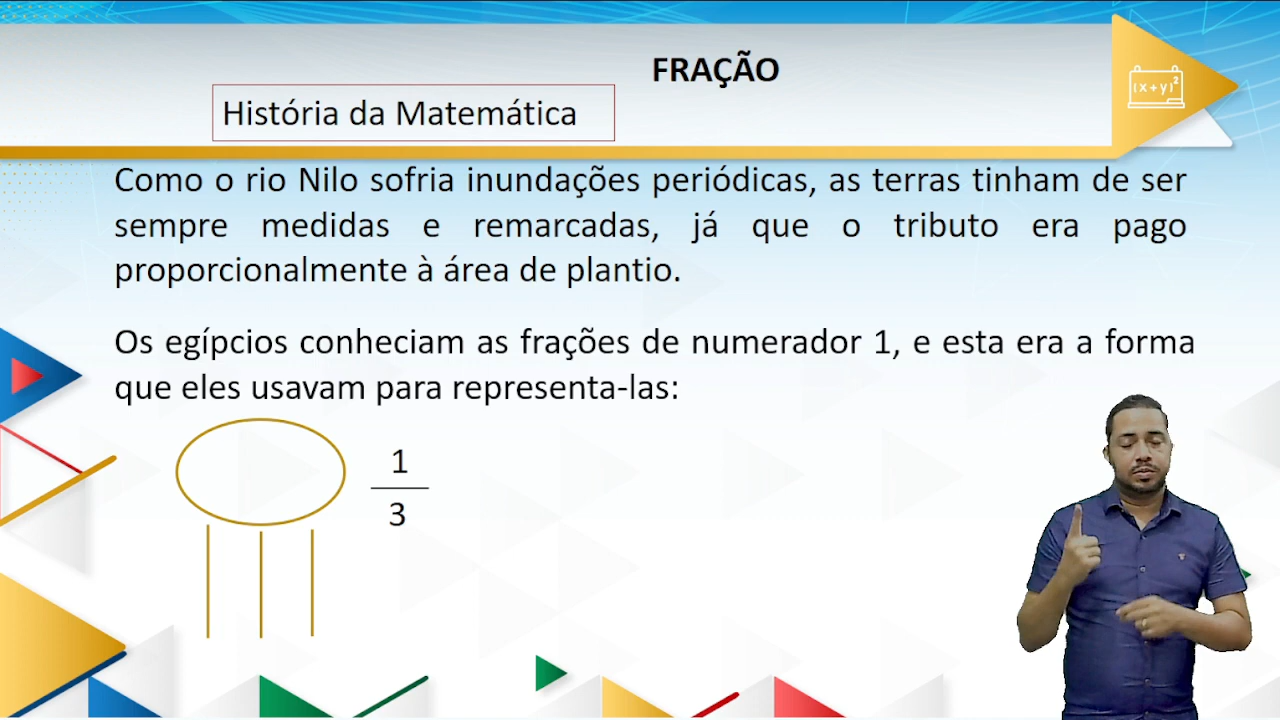 FRAÇÃO
História da Matemática
(x+y)²
Como o rio Nilo sofria inundações periódicas, as terras tinham de ser
sempre medidas e remarcadas, já que o tributo era pago
proporcionalmente à área de plantio.
Os egípcios conheciam as frações de numerador 1, e esta era a forma
que eles usavam para representa-las:
1
3